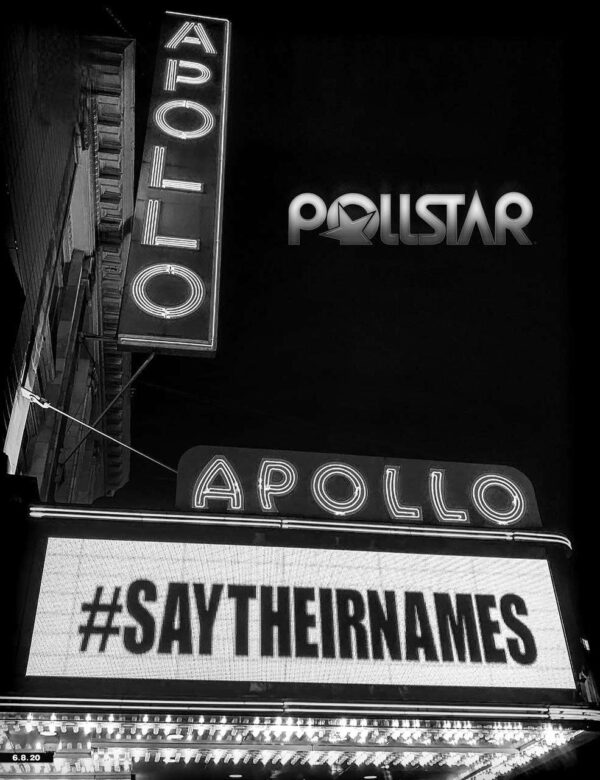 APOLLO
POLLSTAR
APOLLO
#SAYTHEIRNAMES
6.8.20